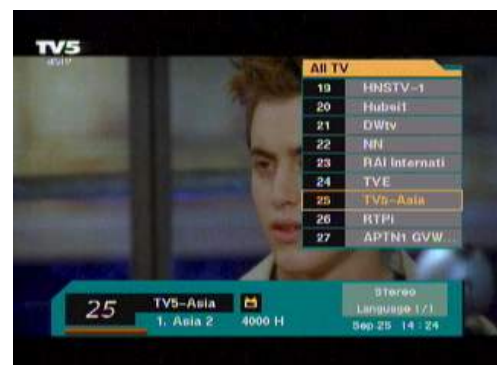 TV5
ASIE
All TV
19 HNSTV-1
20 Hubei1
21 DWtv
22 NN
23 RAI Internati
24 TVE
25 TV5-Asia
26 RTPi
27 APTN1 GVW...
25 TV5-Asia
1. Asia 2 4000 H
Stereo
Language 1/1
Sep.25 14:24